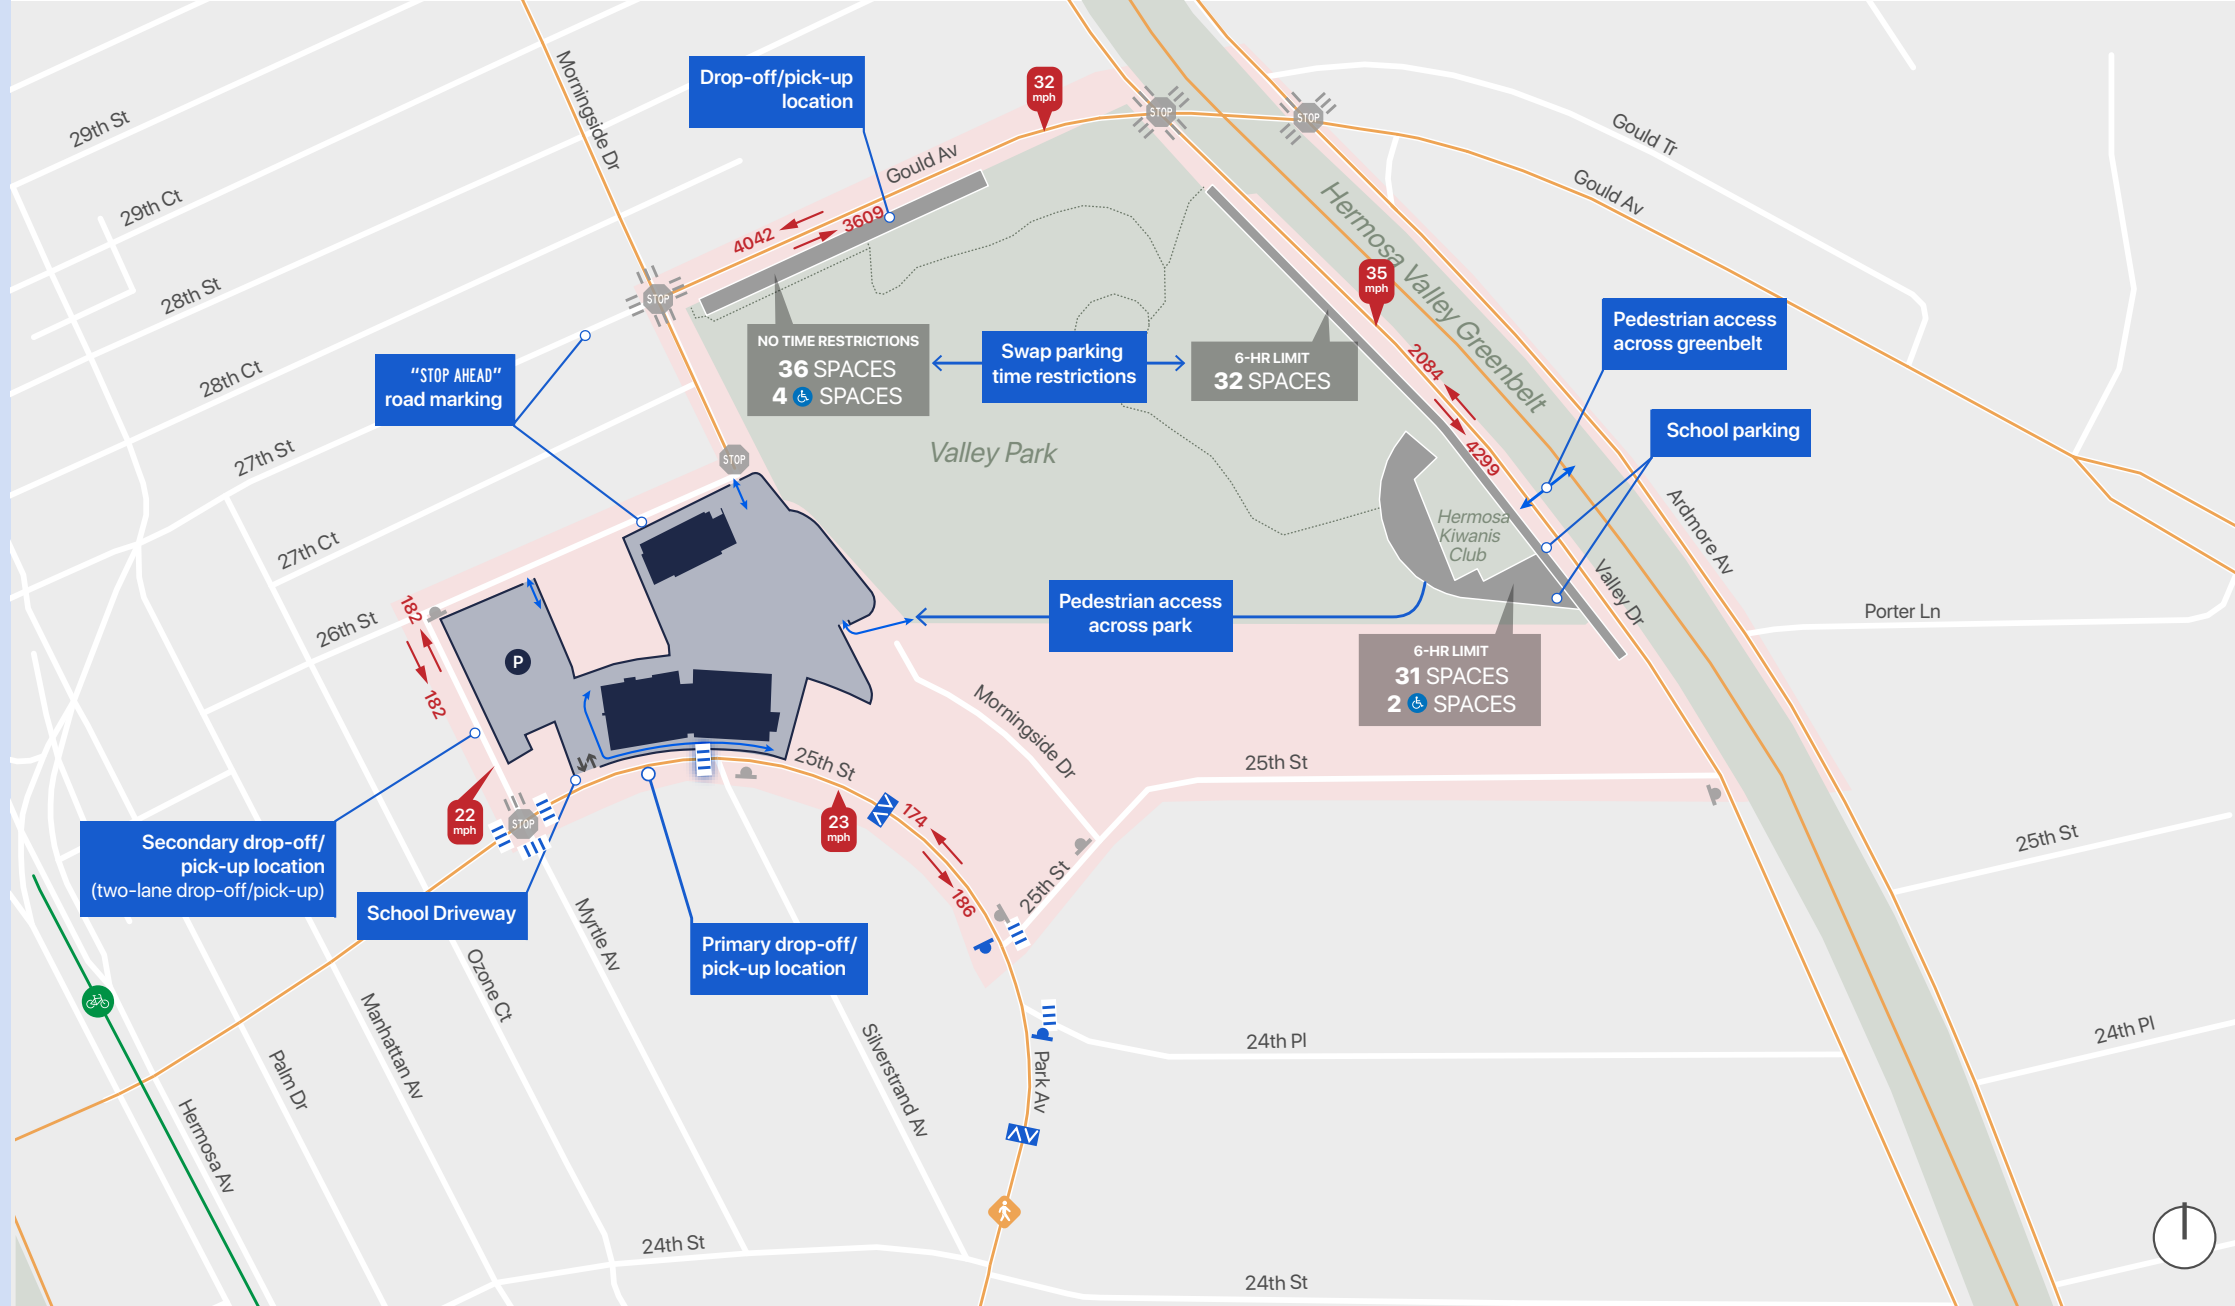 Morningside Dr
Drop-off/pick-up
location
32
mph
STOP
STOP
29th St
Gould Av
Gould Tr
Gould Av
29th Ct
4042
3609
Hermosa Valley Greenbelt
28th St
STOP
35
mph
"STOP AHEAD"
road marking
NO TIME RESTRICTIONS
36 SPACES
4 SPACES
Swap parking
time restrictions
6-HR LIMIT
32 SPACES
2084
4299
Pedestrian access
across greenbelt
School parking
28th Ct
27th St
STOP
Valley Park
Hermosa
Kiwanis
Club
Ardmore Av
27th Ct
Valley Dr
182
182
26th St
P
Pedestrian access
across park
Porter Ln
6-HR LIMIT
31 SPACES
2 SPACES
Morningside Dr
25th St
25th St
22
mph
STOP
23
mph
174
186
25th St
25th St
Secondary drop-off/
pick-up location
(two-lane drop-off/pick-up)
School Driveway
Primary drop-off/
pick-up location
Myrtle Av
Ozone Ct
Manhattan Av
Palm Dr
Hermosa Av
Silverstrand Av
Park Av
24th Pl
24th Pl
24th St
24th St